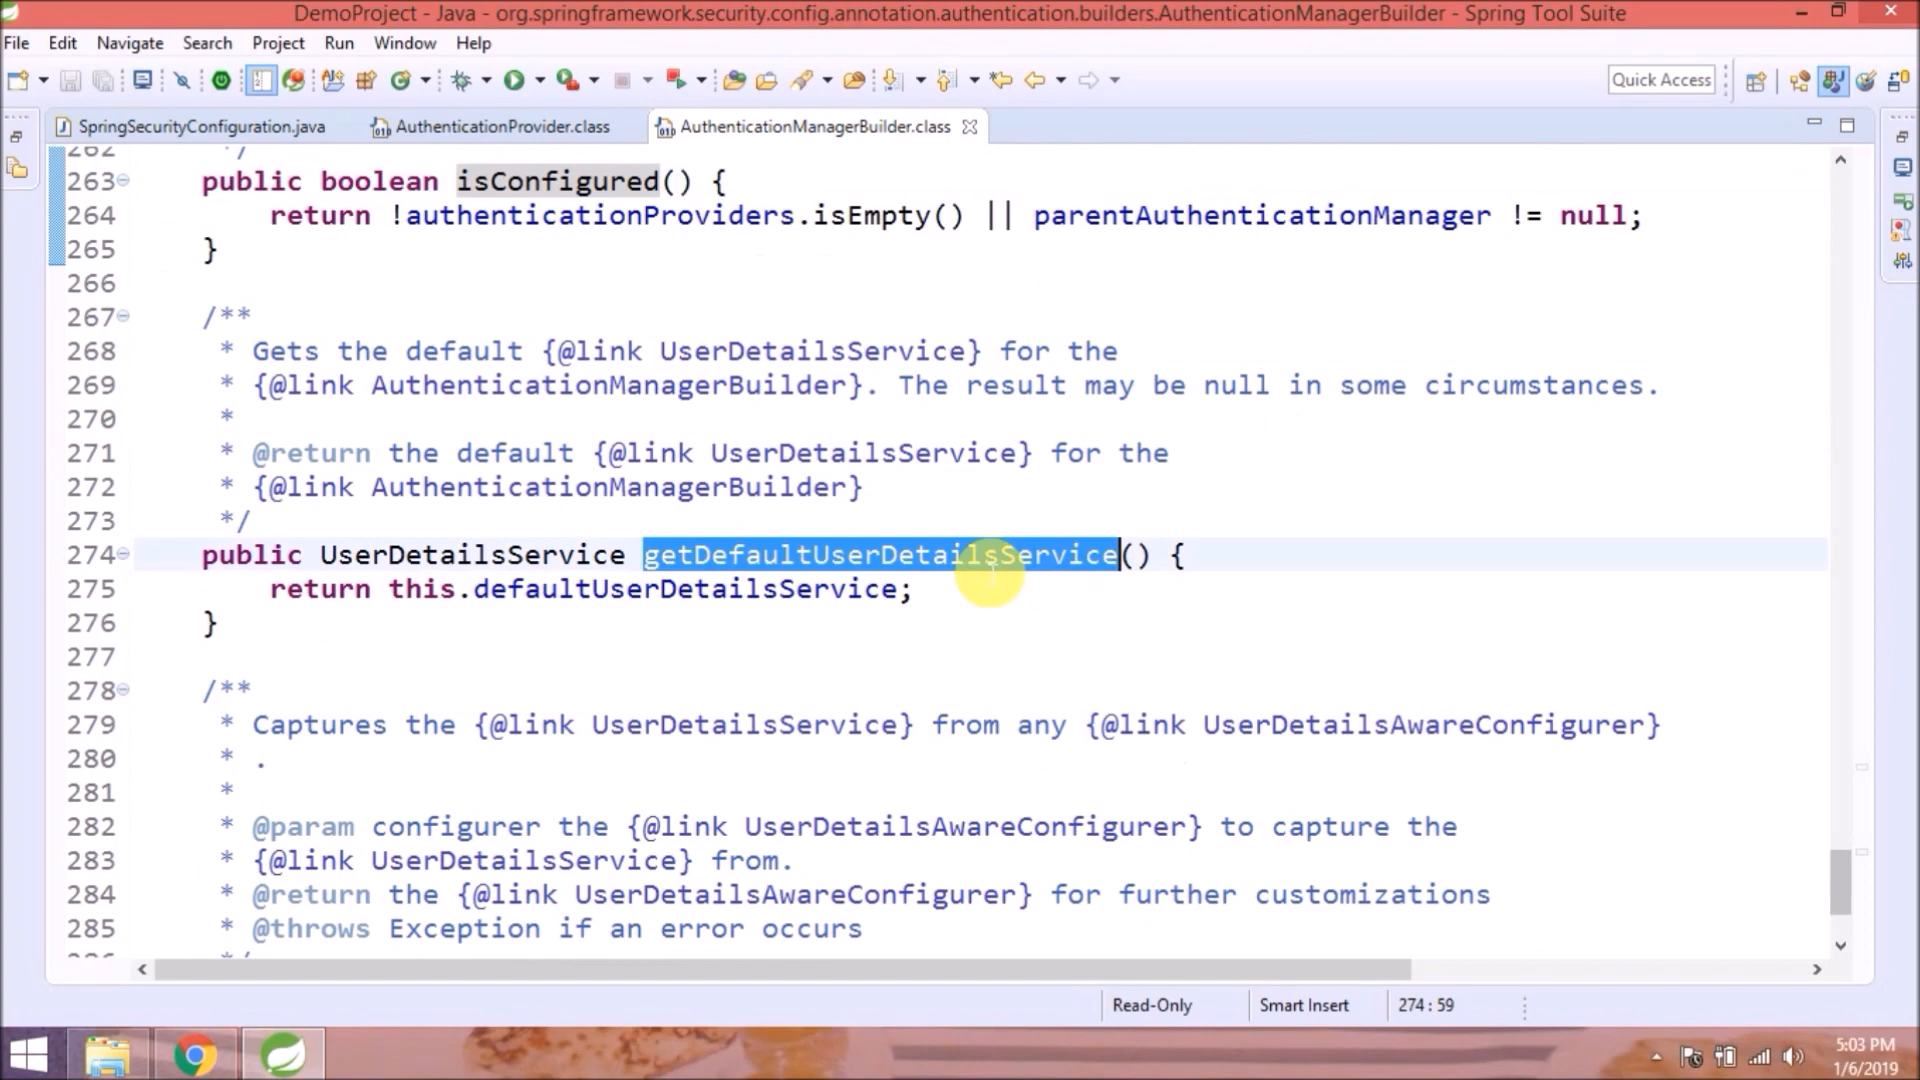 DemoProject - Java - org.springframework.security.config.annotation.authentication.builders.AuthenticationManagerBuilder - Spring Tool Suite
File Edit Navigate Search Project Run Window Help
Quick Access
SpringSecurityConfiguration.java AuthenticationProvider.class AuthenticationManagerBuilder.class
262 */
263 public boolean isConfigured() {
264 return !authenticationProviders.isEmpty() || parentAuthenticationManager != null;
265 }
266
267 /**
268 * Gets the default {@link UserDetailsService} for the
269 * {@link AuthenticationManagerBuilder}. The result may be null in some circumstances.
270 *
271 * @return the default {@link UserDetailsService} for the
272 * {@link AuthenticationManagerBuilder}
273 */
274 public UserDetailsService getDefaultUserDetailsService() {
275 return this.defaultUserDetailsService;
276 }
277
278 /**
279 * Captures the {@link UserDetailsService} from any {@link UserDetailsAwareConfigurer}
280 * .
281 *
282 * @param configurer the {@link UserDetailsAwareConfigurer} to capture the
283 * {@link UserDetailsService} from.
284 * @return the {@link UserDetailsAwareConfigurer} for further customizations
285 * @throws Exception if an error occurs
Read-Only Smart Insert 274 : 59
5:03 PM
1/6/2019